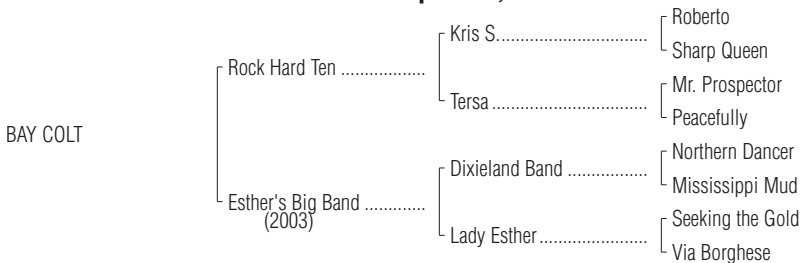 Roberto
Kris S..................................
Sharp Queen
Rock Hard Ten ..................
Mr. Prospector
Tersa .................................
Peacefully
BAY COLT
Northern Dancer
Dixieland Band .................
Mississippi Mud
Esther's Big Band .............
(2003)
Seeking the Gold
Lady Esther.......................
Via Borghese